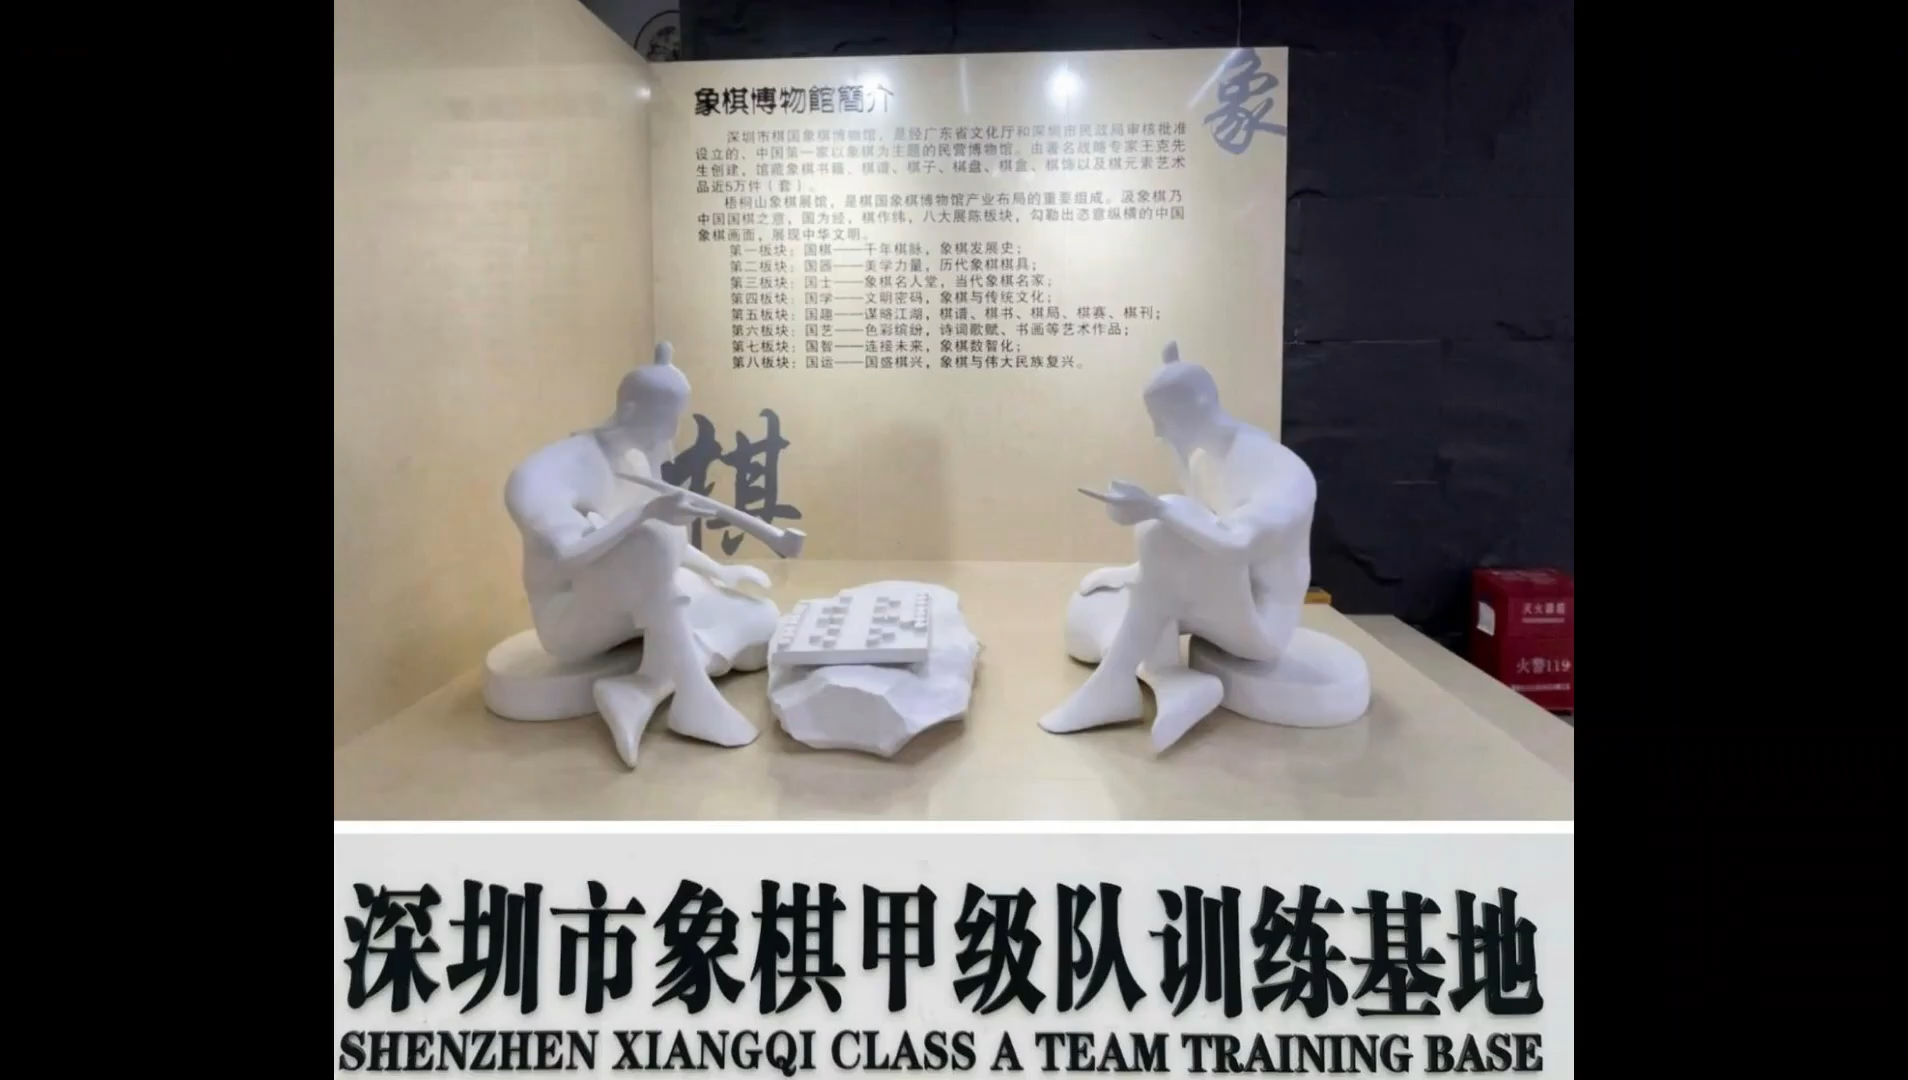 象棋博物館簡介
象
深圳市棋国象棋博物馆，是经广东省文化厅和深圳市民政局审核批准
设立的、中国第一家以象棋为主题的民营博物馆。由著名战略专家王克先
生创建，馆藏象棋书籍、棋谱、棋子、棋盘、棋盒、棋饰以及棋元素艺术
品近5万件（套）。
梧桐山象棋展馆，是棋国象棋博物馆产业布局的重要组成。汲象棋乃
中国国棋之意，国为经，棋作纬，八大展陈板块，勾勒出恣意纵横的中国
象棋画面，展现中华文明。
第一板块：国棋——千年棋脉，象棋发展史；
第二板块：国器——美学力量，历代象棋棋具；
第三板块：国士——象棋名人堂，当代象棋名家；
第四板块：国学——文明密码，象棋与传统文化；
第五板块：国趣——谋略江湖，棋谱、棋书、棋局、棋赛、棋刊；
第六板块：国艺——色彩缤纷，诗词歌赋、书画等艺术作品；
第七板块：国智——连接未来，象棋数智化；
第八板块：国运——国盛棋兴，象棋与伟大民族复兴。
棋
灭火器箱
火警119
深圳市象棋甲级队训练基地
SHENZHEN XIANGQI CLASS A TEAM TRAINING BASE